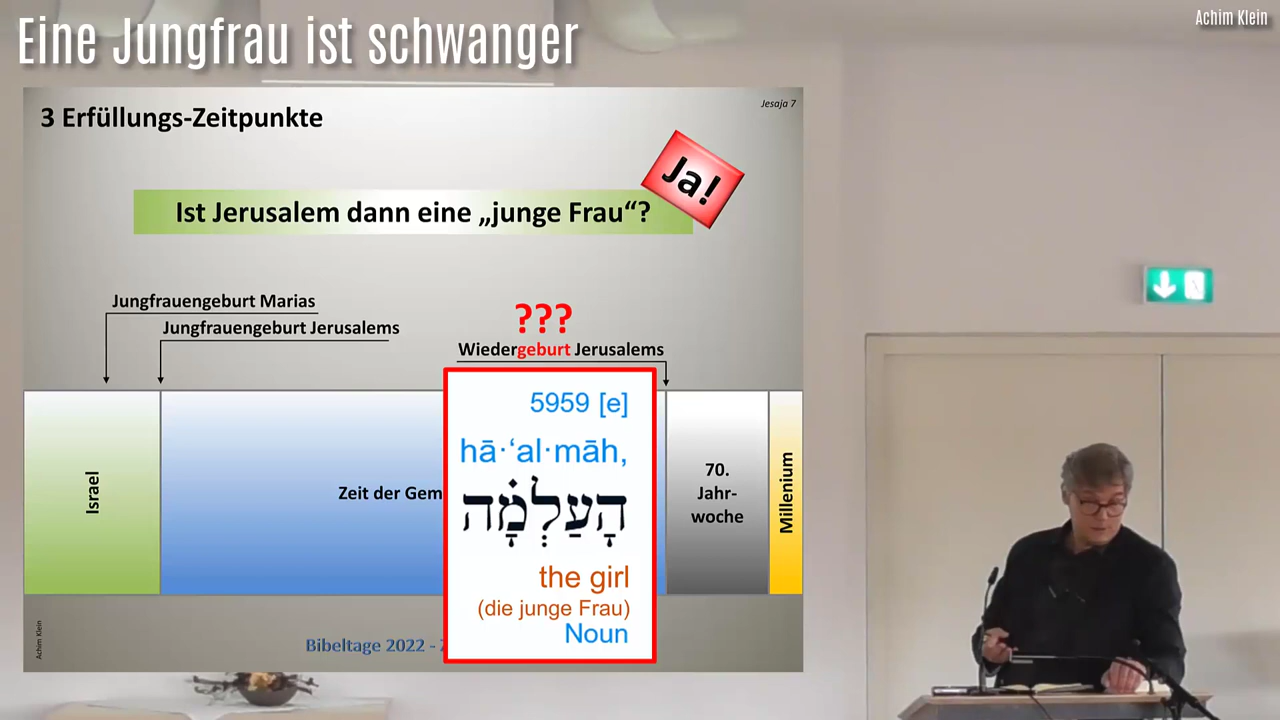 Eine Jungfrau ist schwanger
Achim Klein
3 Erfüllungs-Zeitpunkte
Jesaja 7
Ja!
Ist Jerusalem dann eine „junge Frau“?
Jungfrauengeburt Marias
Jungfrauengeburt Jerusalems
???
Wiedergeburt Jerusalems
Israel
Zeit der Gem
5959 [e]
hā·‘al·māh,
הָעַלְמָ֗ה
the girl
(die junge Frau)
Noun
70.
Jahr-
woche
Millenium
Achim Klein
Bibeltage 2022 -